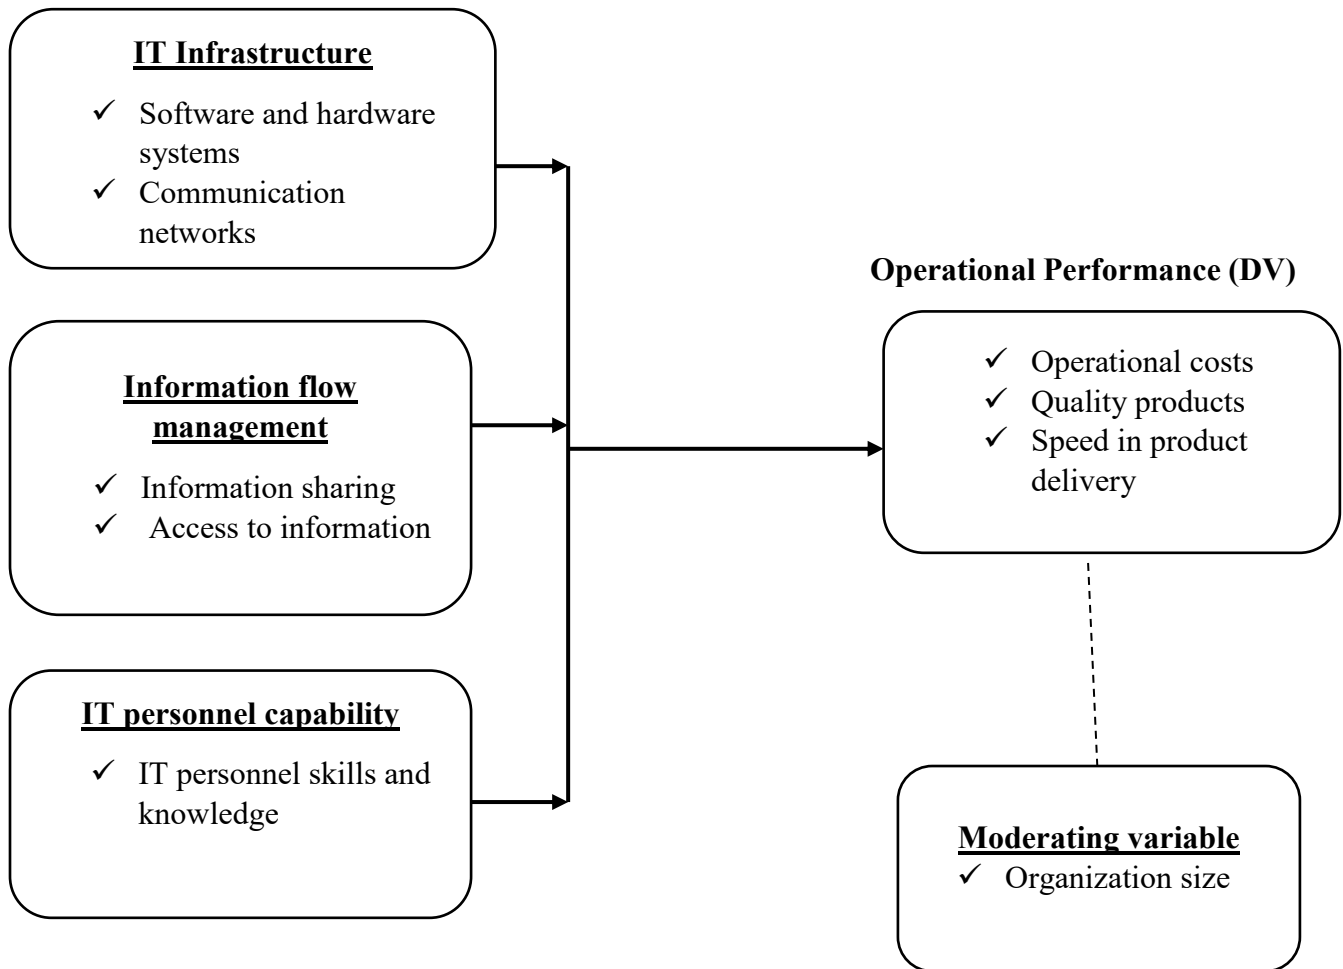 IT Infrastructure
✓ Software and hardware
systems
✓ Communication
networks
Information flow
management
✓ Information sharing
✓ Access to information
IT personnel capability
✓ IT personnel skills and
knowledge
Operational Performance (DV)
✓ Operational costs
✓ Quality products
✓ Speed in product
delivery
Moderating variable
✓ Organization size